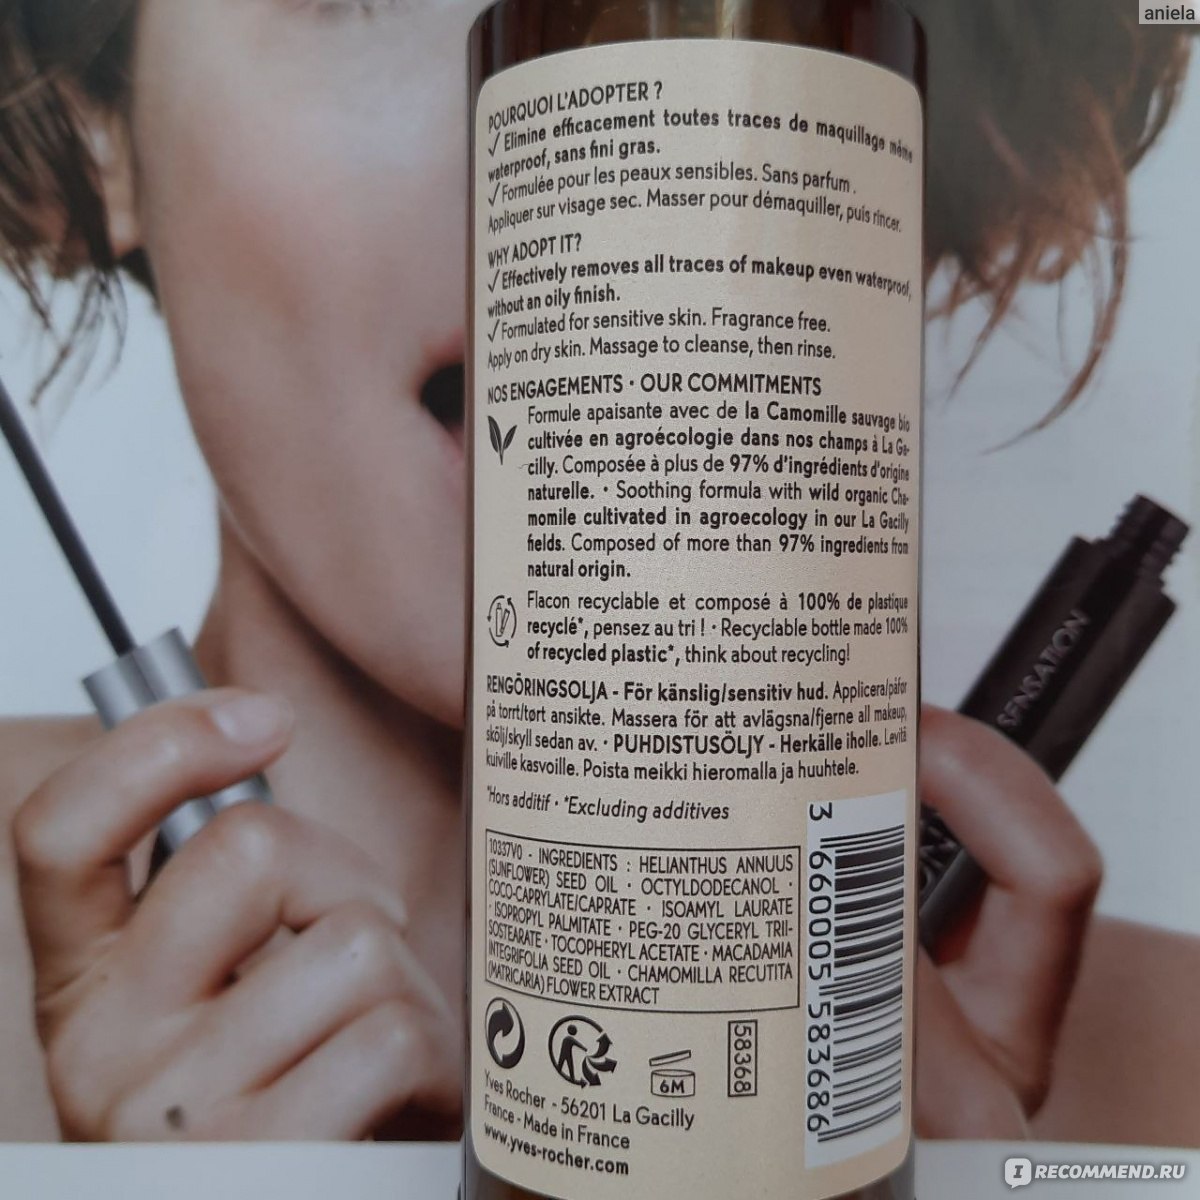 aniela
POURQUOI L'ADOPTER ?
✓ Elimine efficacement toutes traces de maquillage même
waterproof, sans fini gras.
✓ Formulée pour les peaux sensibles. Sans parfum.
Appliquer sur visage sec. Masser pour démaquiller, puis rincer.
WHY ADOPT IT?
✓ Effectively removes all traces of makeup even waterproof,
without an oily finish.
✓ Formulated for sensitive skin. Fragrance free.
Apply on dry skin. Massage to cleanse, then rinse.
NOS ENGAGEMENTS • OUR COMMITMENTS
Formule apaisante avec de la Camomille sauvage bio
cultivée en agroécologie dans nos champs à La Ga-
cilly. Composée à plus de 97% d'ingrédients d'origine
naturelle. • Soothing formula with wild organic Cha-
momile cultivated in agroecology in our La Gacilly
fields. Composed of more than 97% ingredients from
natural origin.
Flacon recyclable et composé à 100% de plastique
recyclé*, pensez au tri ! • Recyclable bottle made 100%
of recycled plastic*, think about recycling!
RENGÖRINGSOLJA - För känslig/sensitiv hud. Applicera/påfør
på torrt/tørt ansikte. Massera för att avlägsna/fjerne all makeup,
skölj/skyll sedan av. • PUHDISTUSÖLJY - Herkälle iholle. Levitä
kuiville kasvoille. Poista meikki hieromalla ja huuhtele.
*Hors additif • *Excluding additives
10337V0 - INGREDIENTS : HELIANTHUS ANNUUS
(SUNFLOWER) SEED OIL • OCTYLDODECANOL •
COCO-CAPRYLATE/CAPRATE • ISOAMYL LAURATE
• ISOPROPYL PALMITATE • PEG-20 GLYCERYL TRII-
SOSTEARATE • TOCOPHERYL ACETATE • MACADAMIA
INTEGRIFOLIA SEED OIL • CHAMOMILLA RECUTITA
(MATRICARIA) FLOWER EXTRACT
3 660005 583686
58368
6M
Yves Rocher - 56201 La Gacilly
France - Made in France
www.yves-rocher.com
SENSATION
IRECOMMEND.RU